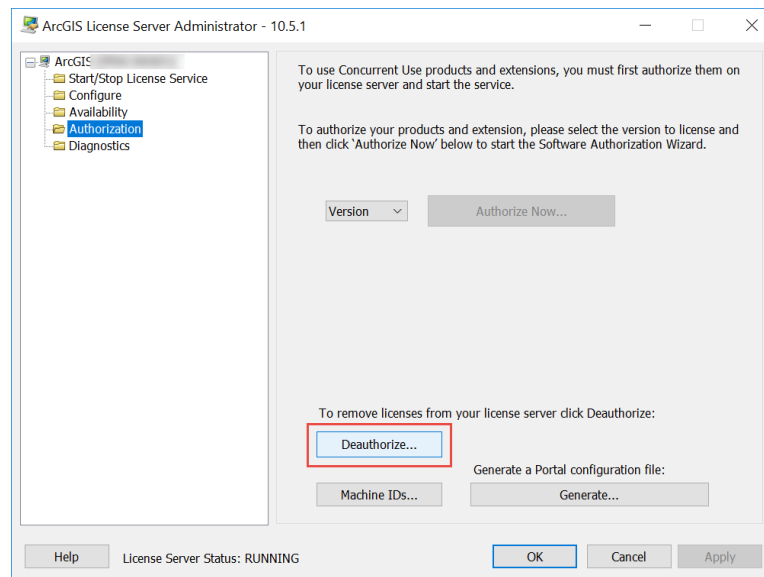 ArcGIS License Server Administrator - 10.5.1
ArcGIS
Start/Stop License Service
Configure
Availability
Authorization
Diagnostics
To use Concurrent Use products and extensions, you must first authorize them on
your license server and start the service.
To authorize your products and extension, please select the version to license and
then click `Authorize Now' below to start the Software Authorization Wizard.
Version
Authorize Now...
To remove licenses from your license server click Deauthorize:
Deauthorize...
Generate a Portal configuration file:
Machine IDs...
Generate...
Help
License Server Status: RUNNING
OK
Cancel
Apply